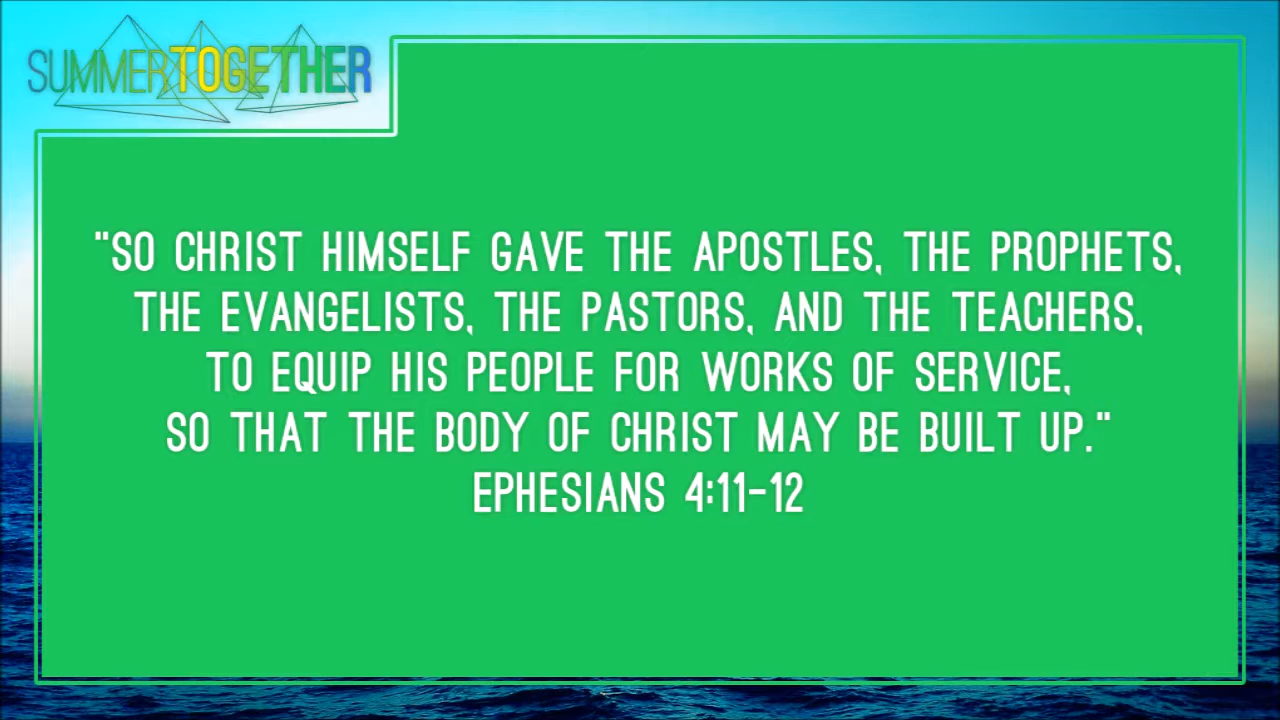 SUMMERTOGETHER
"SO CHRIST HIMSELF GAVE THE APOSTLES, THE PROPHETS,
THE EVANGELISTS, THE PASTORS, AND THE TEACHERS,
TO EQUIP HIS PEOPLE FOR WORKS OF SERVICE,
SO THAT THE BODY OF CHRIST MAY BE BUILT UP."
EPHESIANS 4:11-12